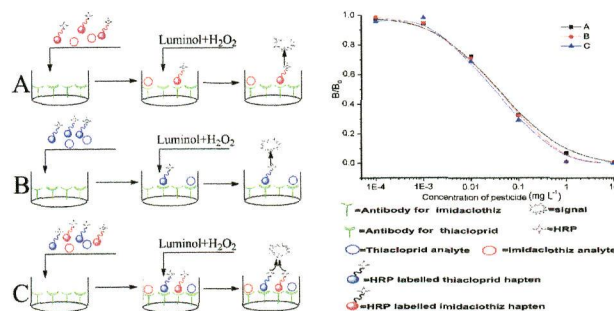 Luminol+H2O2
A
Luminol+H2O2
B
Luminol+H2O2
C
A
B
C
B/B0
1.0
0.8
0.6
0.4
0.2
0.0
1E-4
1E-3
0.01
0.1
1
Concentration of pesticide (mg L-1)
=Antibody for imidaclothiz
=signal
=Antibody for thiacloprid
=HRP
=Thiacloprid analyte
=Imidaclothiz analyte
=HRP labelled thiacloprid hapten
=HRP labelled imidaclothiz hapten